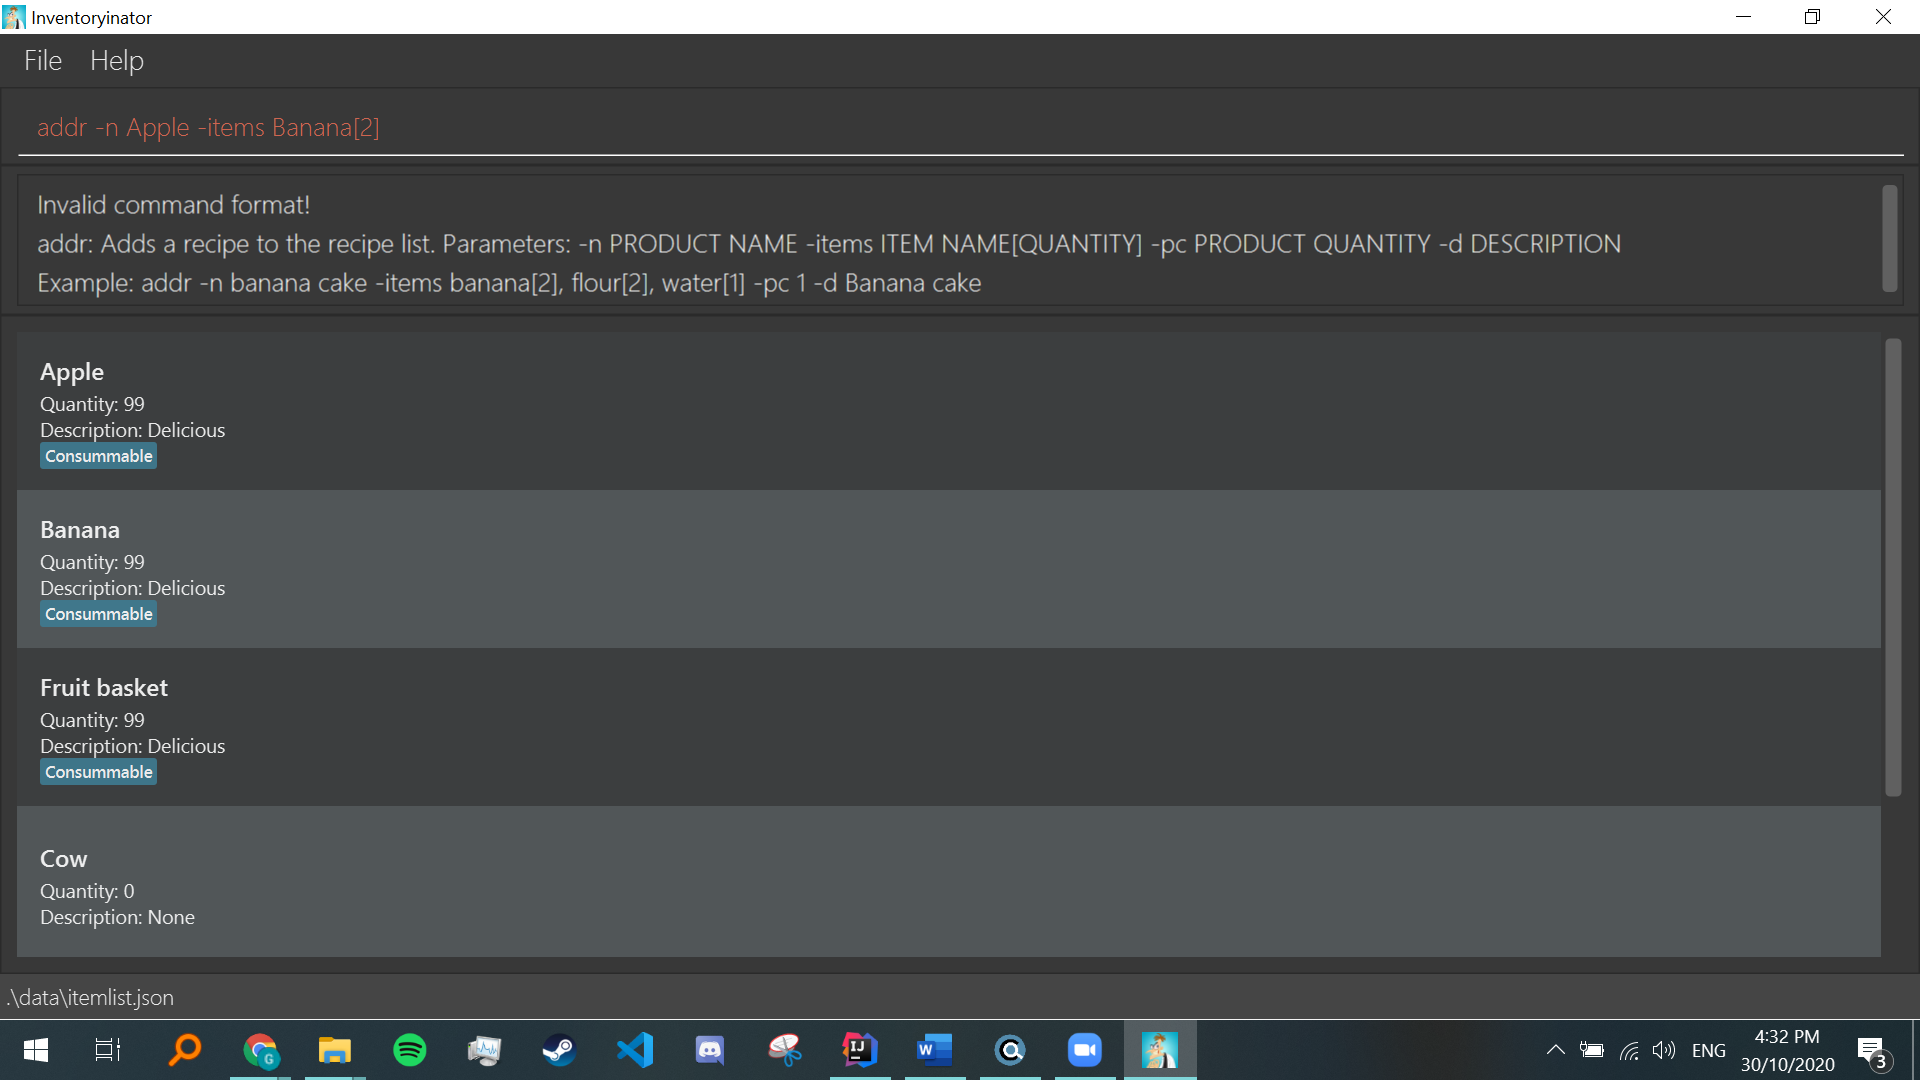 Inventoryinator
File Help
addr -n Apple -items Banana[2]
Invalid command format!
addr: Adds a recipe to the recipe list. Parameters: -n PRODUCT NAME -items ITEM NAME[QUANTITY] -pc PRODUCT QUANTITY -d DESCRIPTION
Example: addr -n banana cake -items banana[2], flour[2], water[1] -pc 1 -d Banana cake
Apple
Quantity: 99
Description: Delicious
Consummable
Banana
Quantity: 99
Description: Delicious
Consummable
Fruit basket
Quantity: 99
Description: Delicious
Consummable
Cow
Quantity: 0
Description: None
.\data\itemlist.json
G
IJ
W
ENG
4:32 PM
30/10/2020
3